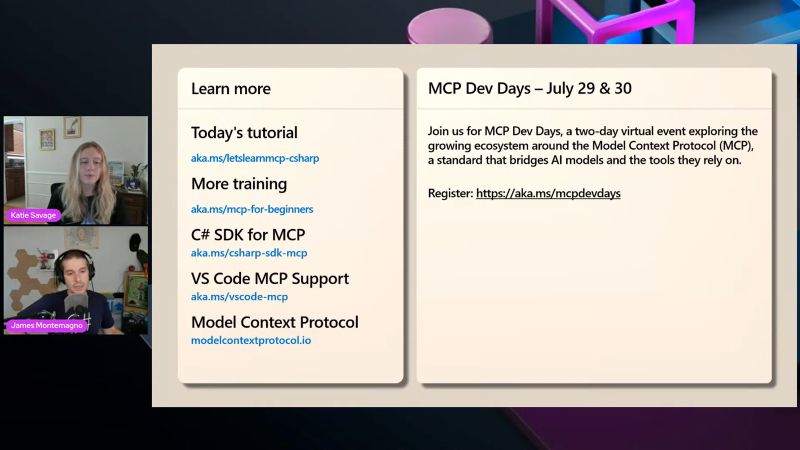 Learn more
Today's tutorial
aka.ms/letslearnmcp-csharp
More training
aka.ms/mcp-for-beginners
C# SDK for MCP
aka.ms/csharp-sdk-mcp
VS Code MCP Support
aka.ms/vscode-mcp
Model Context Protocol
modelcontextprotocol.io
MCP Dev Days – July 29 & 30
Join us for MCP Dev Days, a two-day virtual event exploring the
growing ecosystem around the Model Context Protocol (MCP),
a standard that bridges AI models and the tools they rely on.
Register: https://aka.ms/mcpdevdays
Katie Savage
James Montemagno